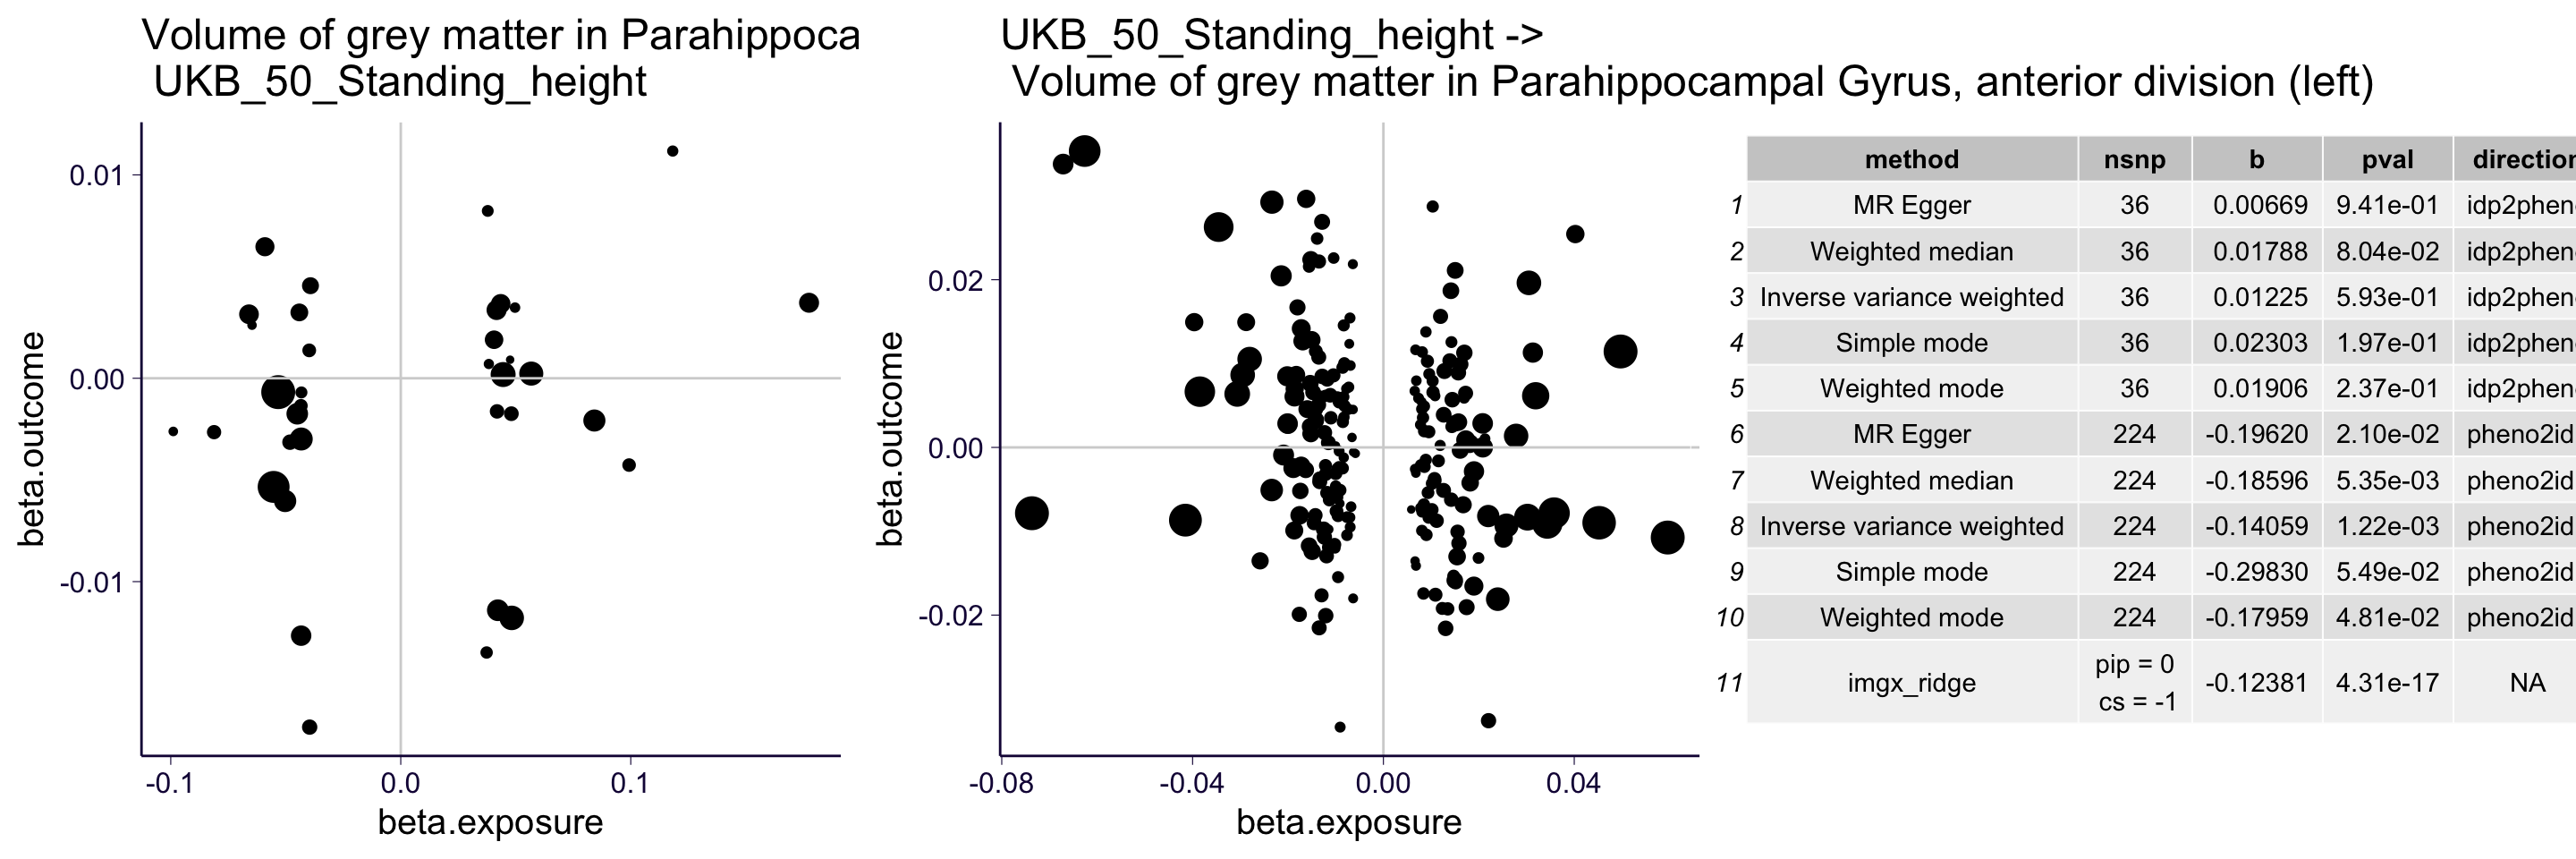 Volume of grey matter in Parahippoca
UKB_50_Standing_height
0.01
0.00
-0.01
beta.outcome
-0.1 0.0 0.1
beta.exposure
UKB_50_Standing_height ->
Volume of grey matter in Parahippocampal Gyrus, anterior division (left)
0.02
0.00
-0.02
beta.outcome
-0.08 -0.04 0.00 0.04
beta.exposure
method nsnp b pval direction
1 MR Egger 36 0.00669 9.41e-01 idp2phen
2 Weighted median 36 0.01788 8.04e-02 idp2phen
3 Inverse variance weighted 36 0.01225 5.93e-01 idp2phen
4 Simple mode 36 0.02303 1.97e-01 idp2phen
5 Weighted mode 36 0.01906 2.37e-01 idp2phen
6 MR Egger 224 -0.19620 2.10e-02 pheno2id
7 Weighted median 224 -0.18596 5.35e-03 pheno2id
8 Inverse variance weighted 224 -0.14059 1.22e-03 pheno2id
9 Simple mode 224 -0.29830 5.49e-02 pheno2id
10 Weighted mode 224 -0.17959 4.81e-02 pheno2id
11 imgx_ridge pip = 0 cs = -1 -0.12381 4.31e-17 NA